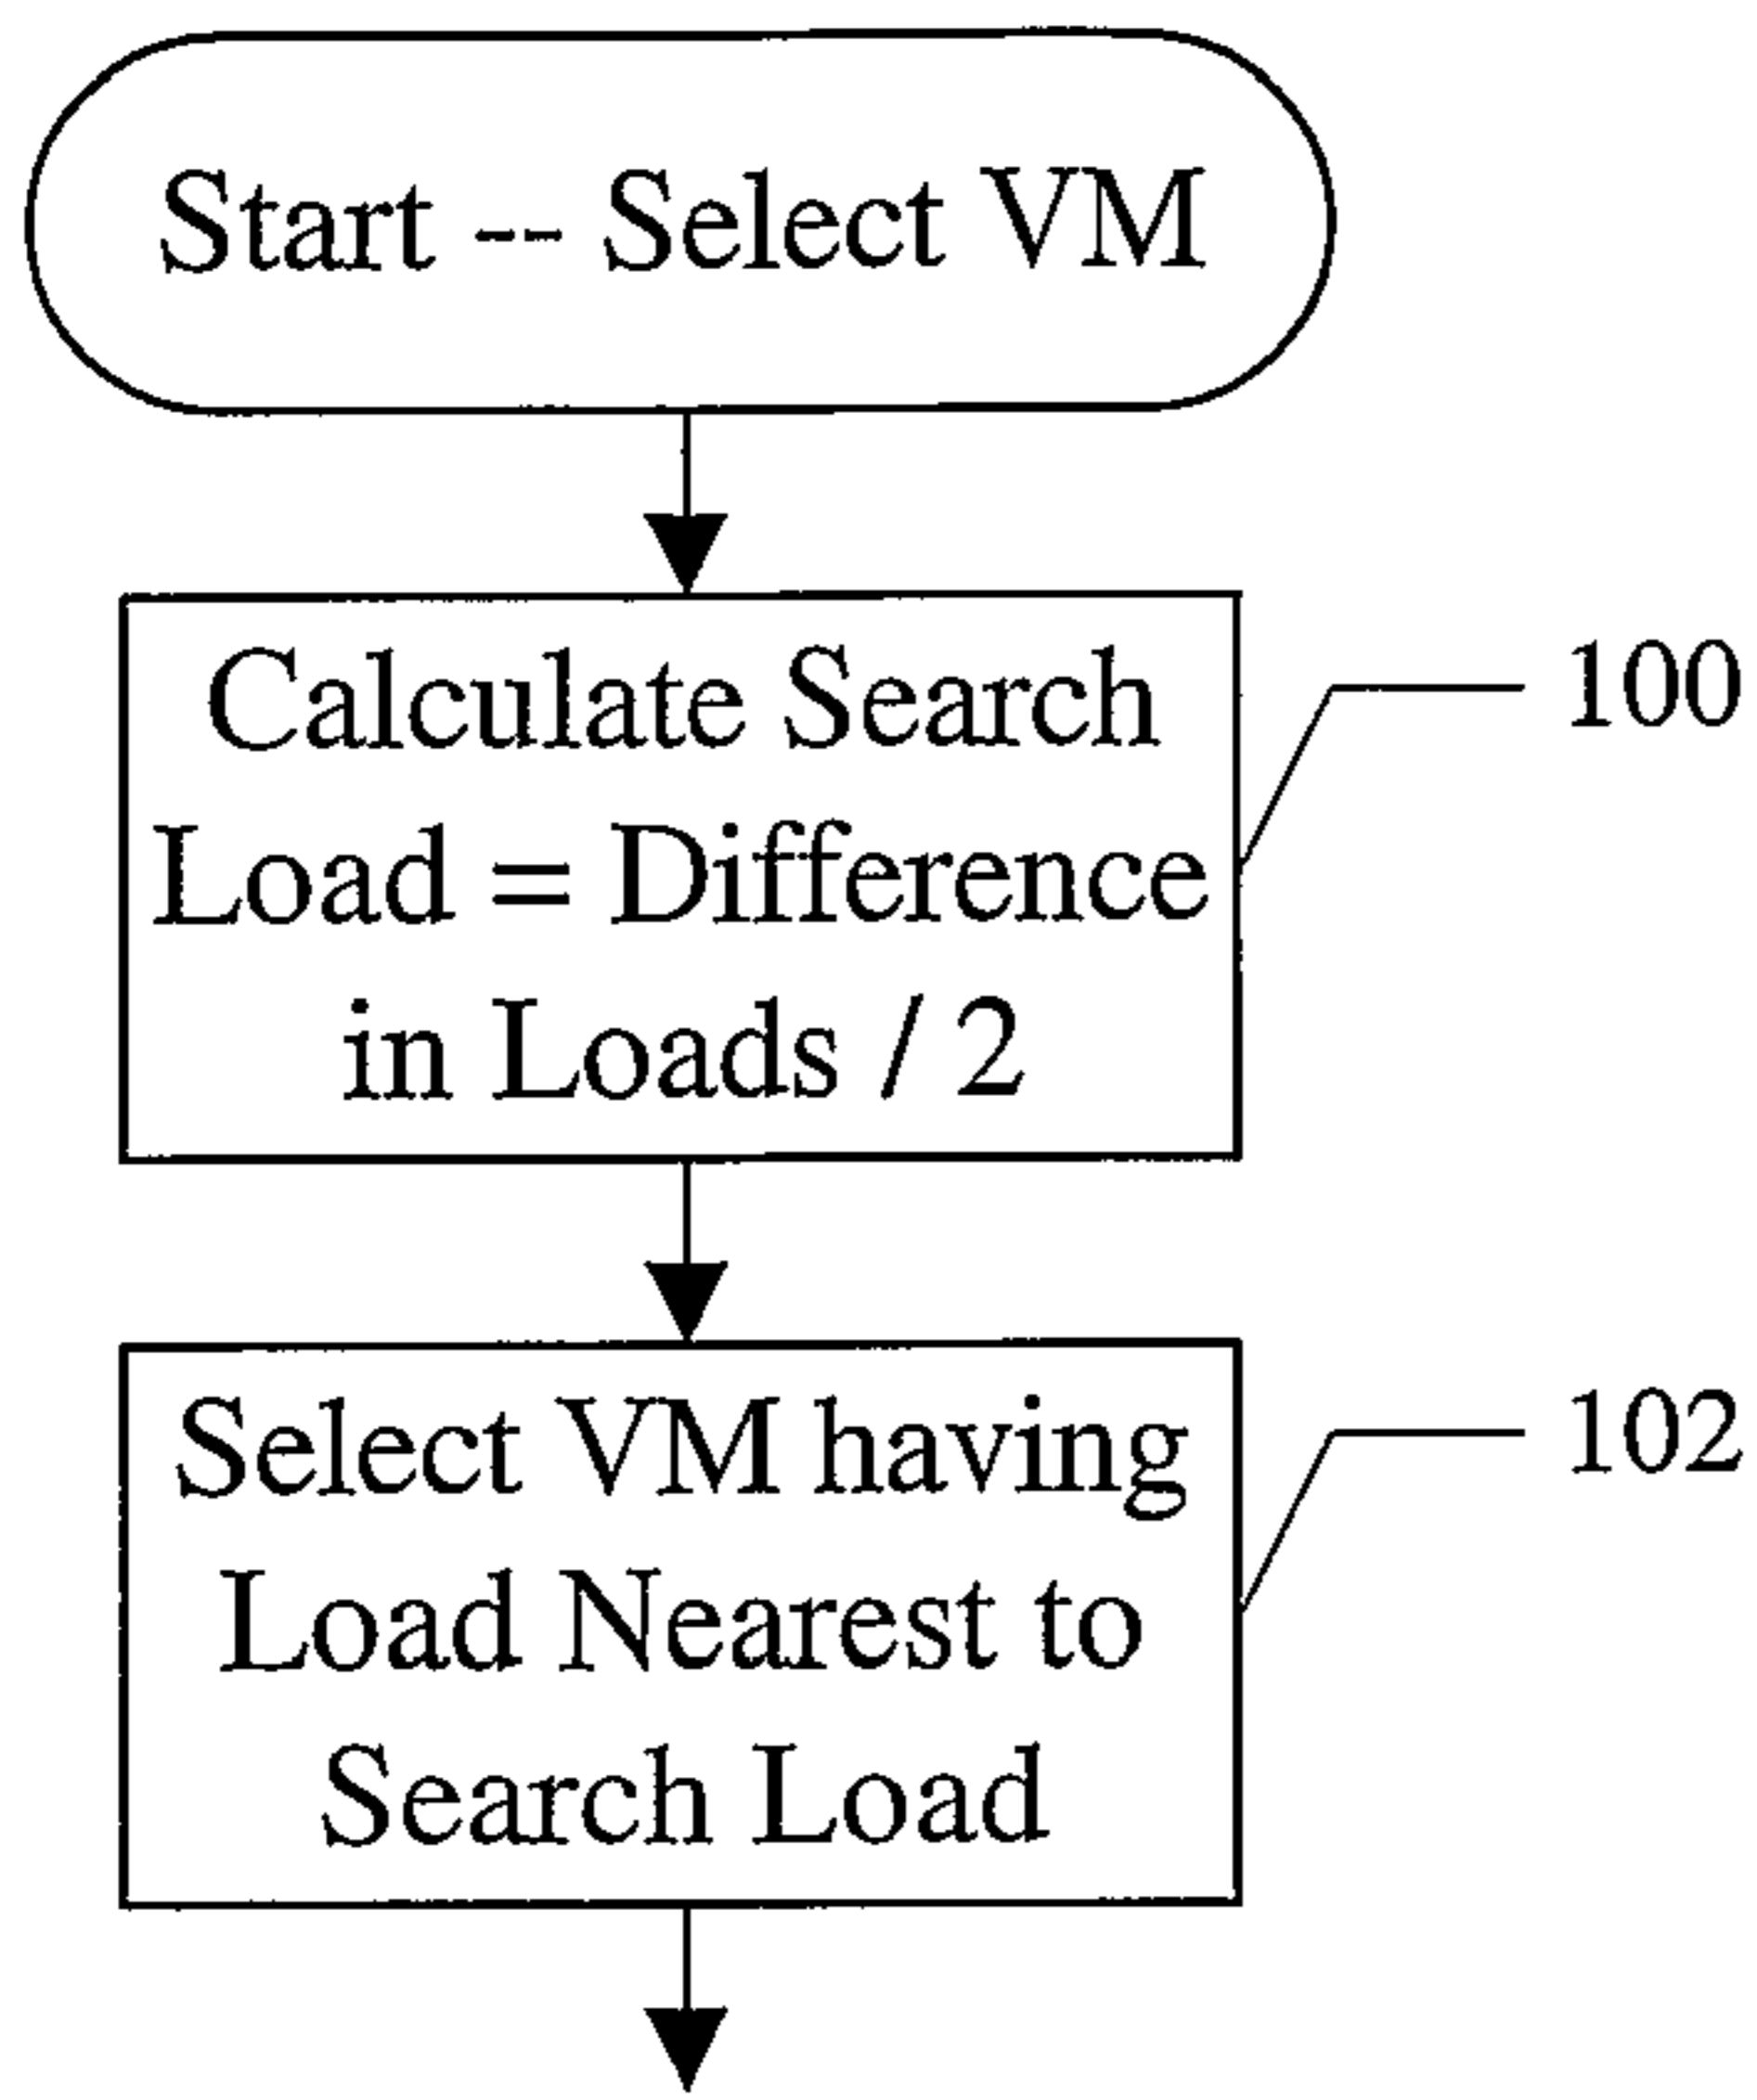 Start -- Select VM
Calculate Search
Load = Difference
in Loads / 2
100
Select VM having
Load Nearest to
Search Load
102